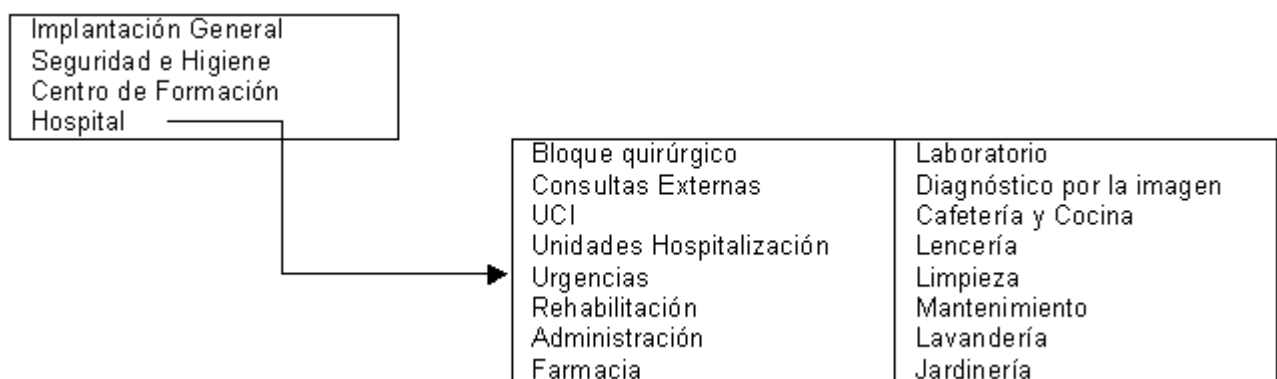 Implantación General
Seguridad e Higiene
Centro de Formación
Hospital
Bloque quirúrgico
Consultas Externas
UCI
Unidades Hospitalización
Urgencias
Rehabilitación
Administración
Farmacia
Laboratorio
Diagnóstico por la imagen
Cafetería y Cocina
Lencería
Limpieza
Mantenimiento
Lavandería
Jardinería